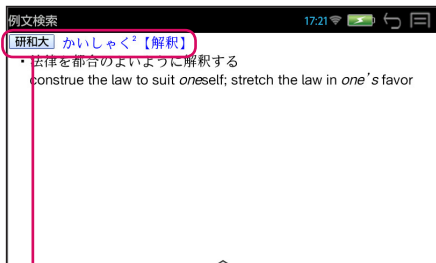 例文検索 17:21
研和大 かいしゃく²【解釈】
・法律を都合のよいように解釈する
construe the law to suit oneself; stretch the law in one's favor